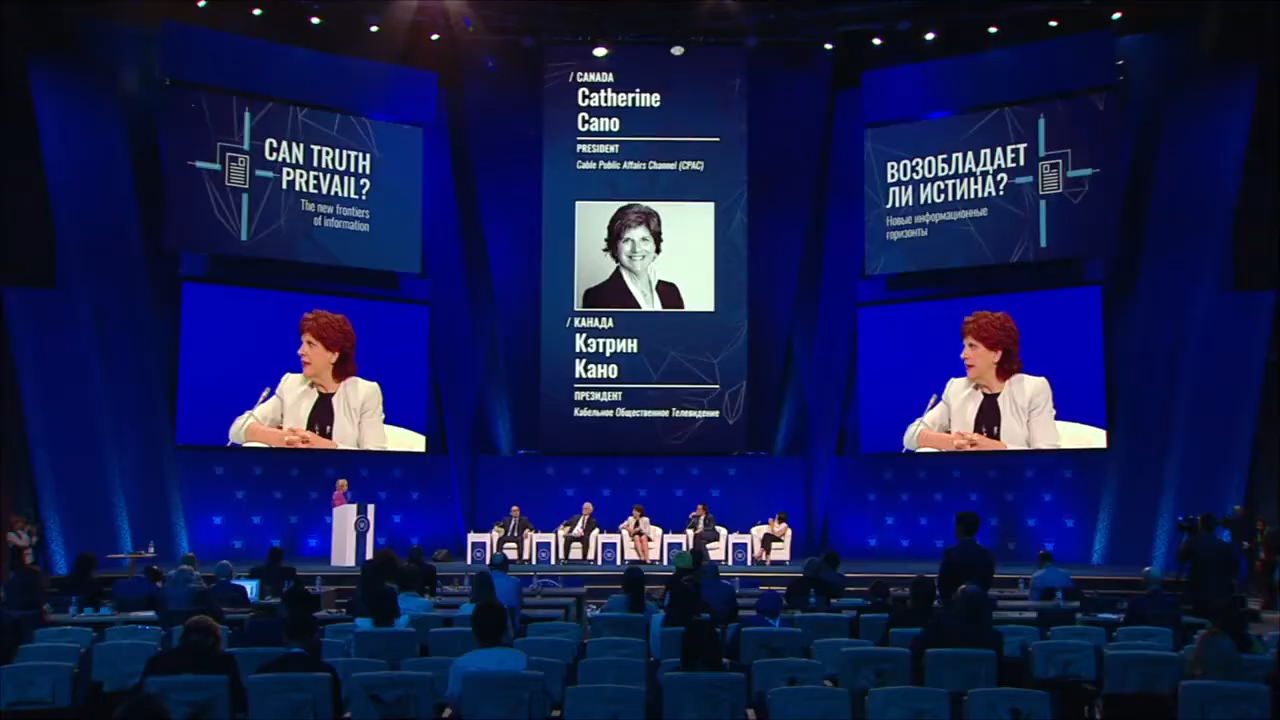 CAN TRUTH
PREVAIL?
The new frontiers
of information
/ CANADA
Catherine
Cano
PRESIDENT
Cable Public Affairs Channel (CPAC)
/ КАНАДА
Кэтрин
Кано
ПРЕЗИДЕНТ
Кабельное Общественное Телевидение
ВОЗОБЛАДАЕТ
ЛИ ИСТИНА?
Новые информационные
горизонты